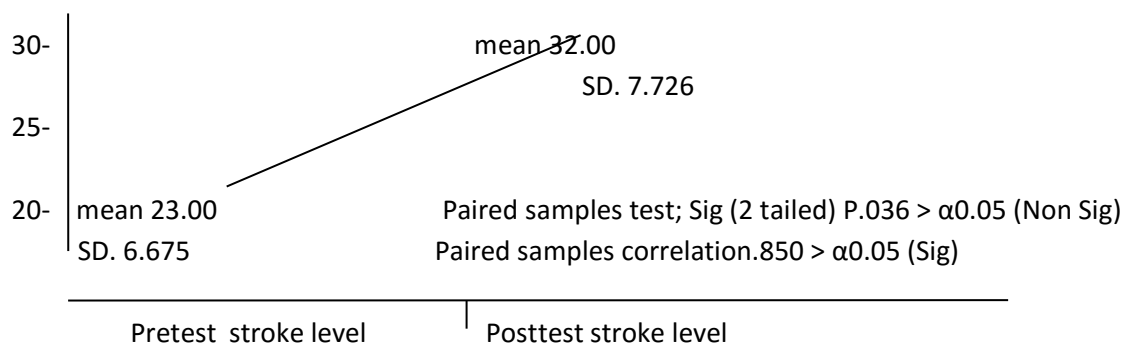 30- mean 32.00
SD. 7.726
25-
20- mean 23.00 Paired samples test; Sig (2 tailed) P.036 > α0.05 (Non Sig)
SD. 6.675 Paired samples correlation.850 > α0.05 (Sig)
Pretest stroke level Posttest stroke level